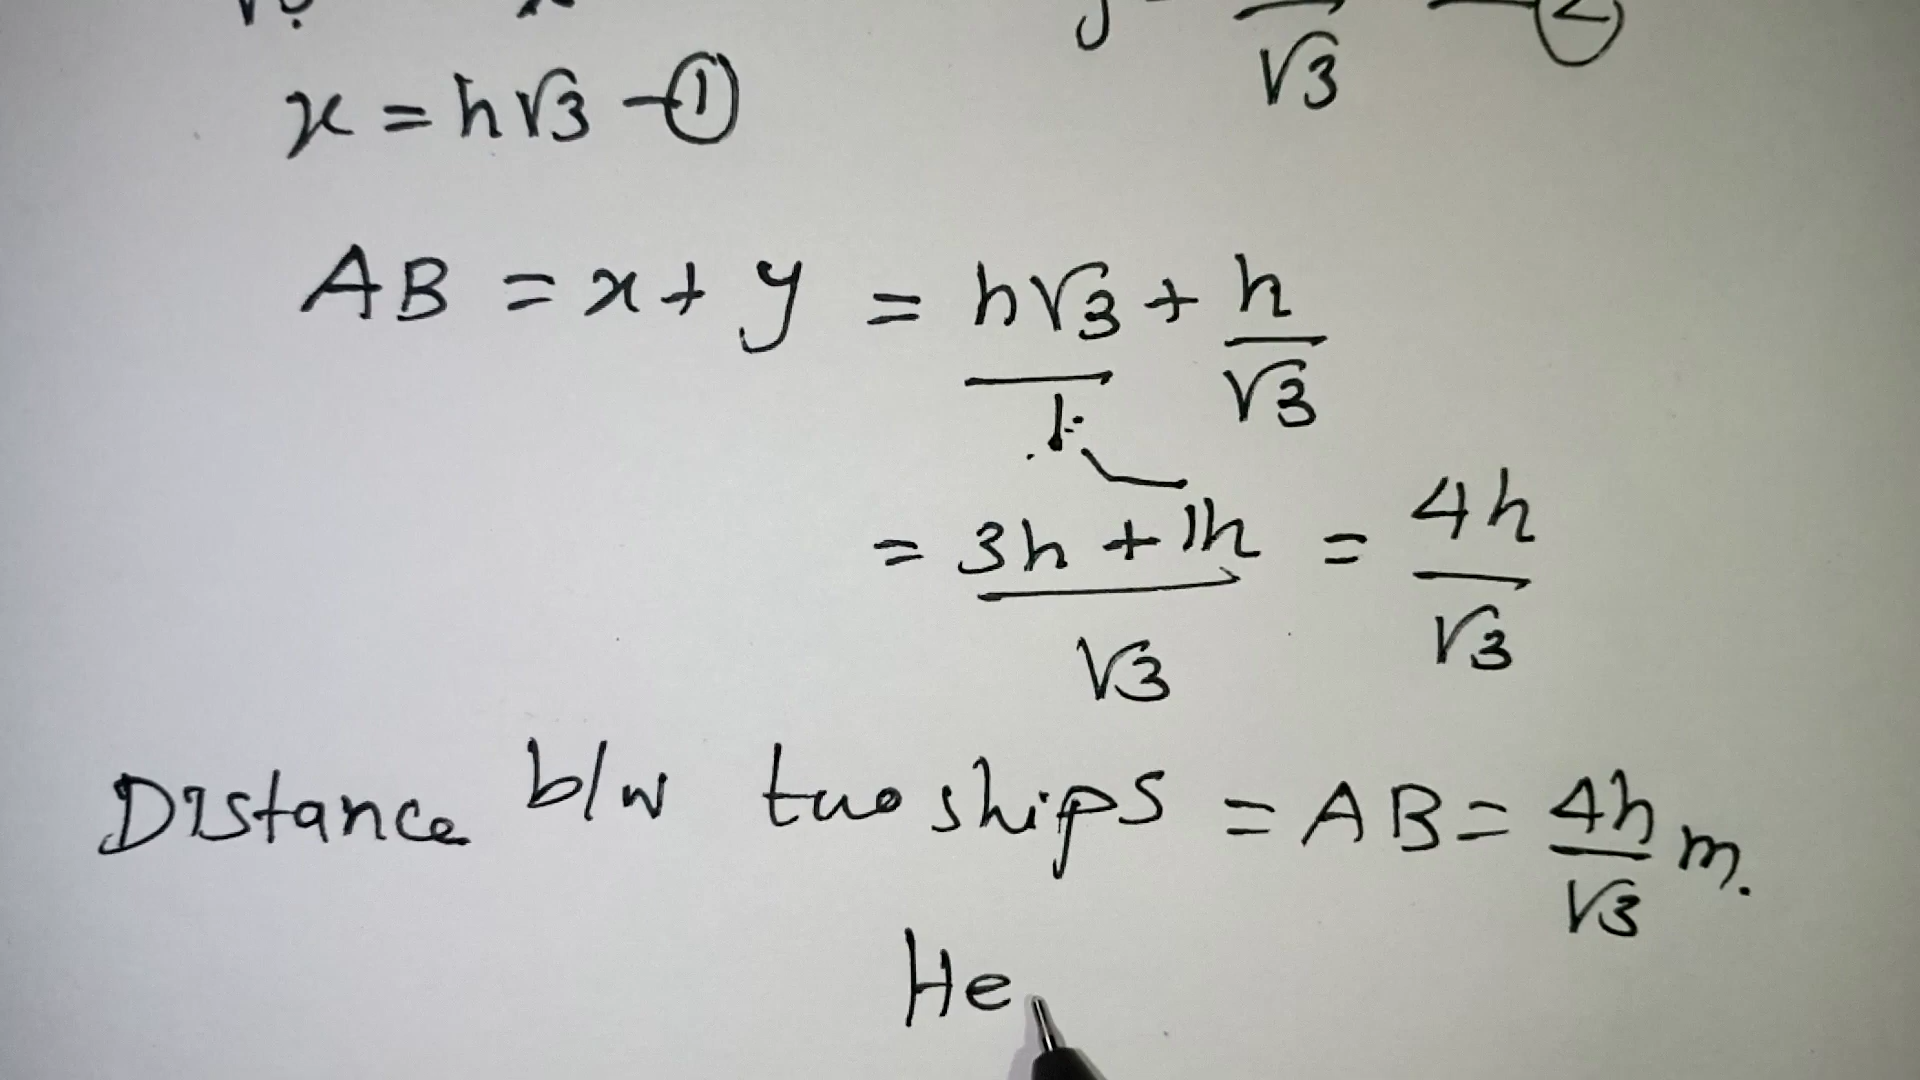 x = h√3 —①
√3
AB = x + y = h√3/1 + h/√3
= 3h + 1h/√3 = 4h/√3
Distance b/w two ships = AB = 4h/√3 m.
He